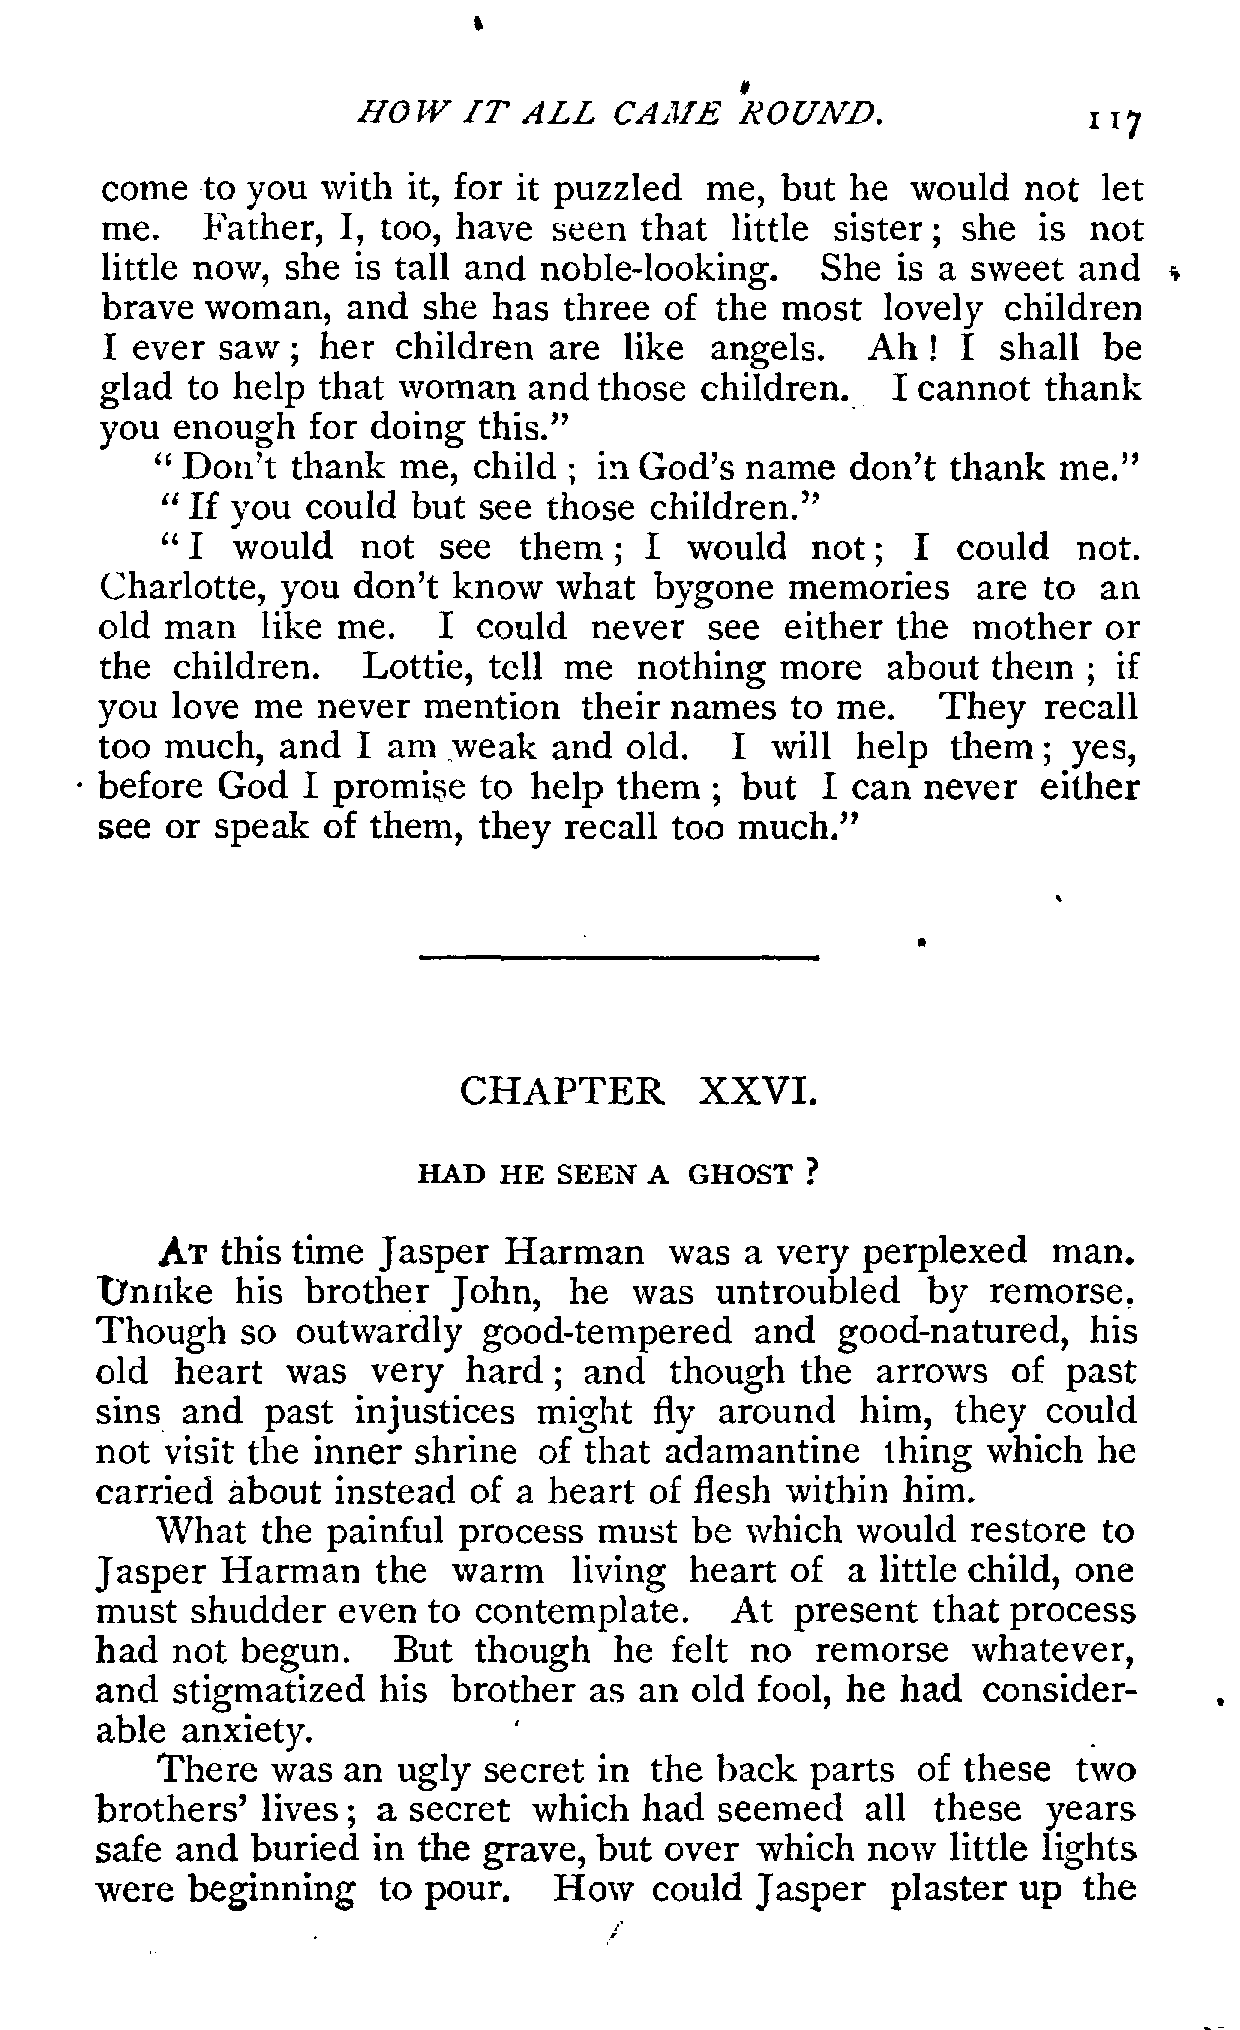 HOW IT ALL CAME ROUND. 117
come to you with it, for it puzzled me, but he would not let
me. Father, I, too, have seen that little sister; she is not
little now, she is tall and noble-looking. She is a sweet and
brave woman, and she has three of the most lovely children
I ever saw; her children are like angels. Ah! I shall be
glad to help that woman and those children. I cannot thank
you enough for doing this."
"Don't thank me, child; in God's name don't thank me."
"If you could but see those children."
"I would not see them; I would not; I could not.
Charlotte, you don't know what bygone memories are to an
old man like me. I could never see either the mother or
the children. Lottie, tell me nothing more about them; if
you love me never mention their names to me. They recall
too much, and I am weak and old. I will help them; yes,
before God I promise to help them; but I can never either
see or speak of them, they recall too much."
CHAPTER XXVI.
HAD HE SEEN A GHOST?
AT this time Jasper Harman was a very perplexed man.
Unlike his brother John, he was untroubled by remorse.
Though so outwardly good-tempered and good-natured, his
old heart was very hard; and though the arrows of past
sins and past injustices might fly around him, they could
not visit the inner shrine of that adamantine thing which he
carried about instead of a heart of flesh within him.
What the painful process must be which would restore to
Jasper Harman the warm living heart of a little child, one
must shudder even to contemplate. At present that process
had not begun. But though he felt no remorse whatever,
and stigmatized his brother as an old fool, he had consider-
able anxiety.
There was an ugly secret in the back parts of these two
brothers' lives; a secret which had seemed all these years
safe and buried in the grave, but over which now little lights
were beginning to pour. How could Jasper plaster up the